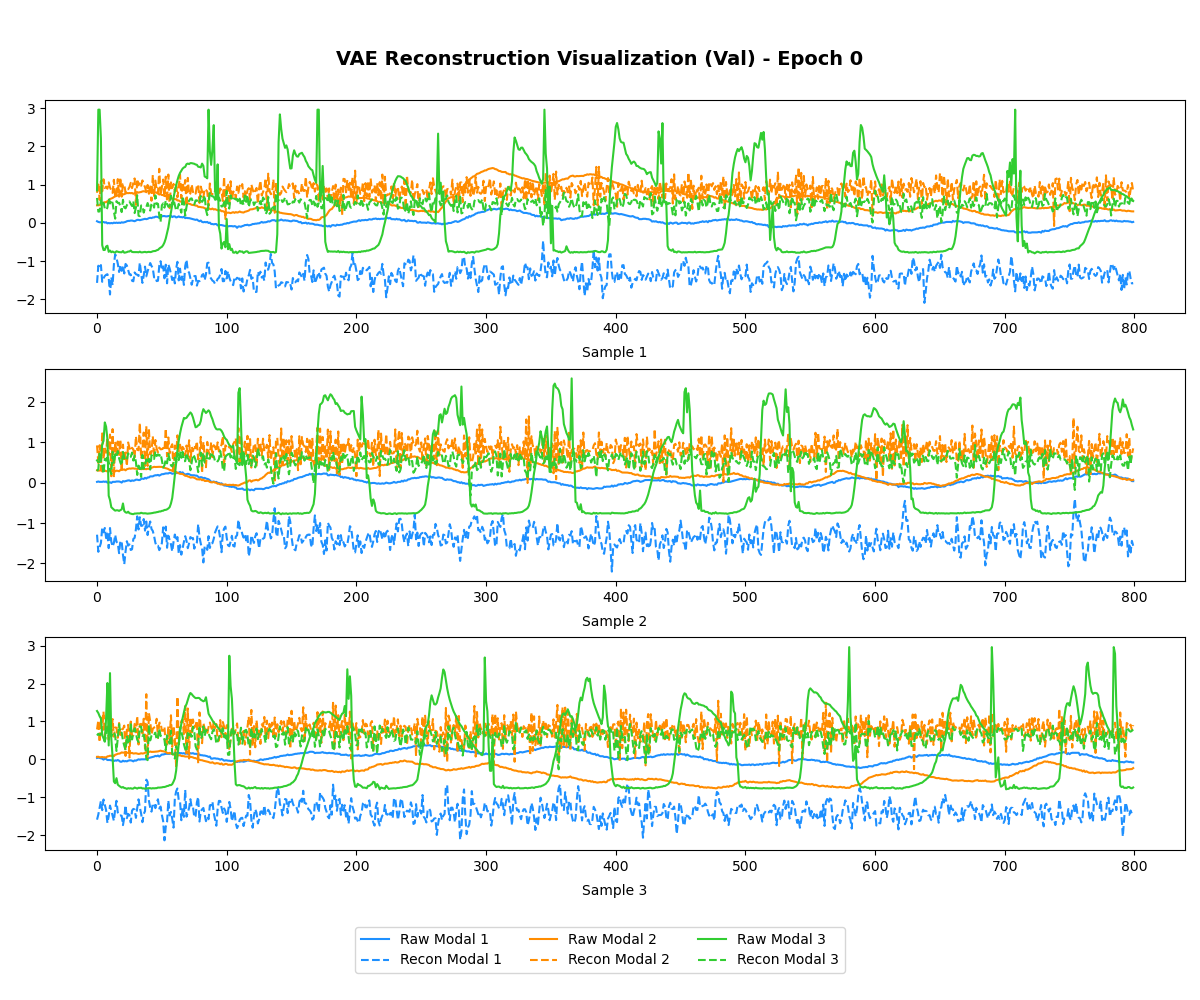 VAE Reconstruction Visualization (Val) - Epoch 0
3
2
1
0
−1
−2
0 100 200 300 400 500 600 700 800
Sample 1
2
1
0
−1
−2
0 100 200 300 400 500 600 700 800
Sample 2
3
2
1
0
−1
−2
0 100 200 300 400 500 600 700 800
Sample 3
Raw Modal 1 Raw Modal 2 Raw Modal 3
Recon Modal 1 Recon Modal 2 Recon Modal 3